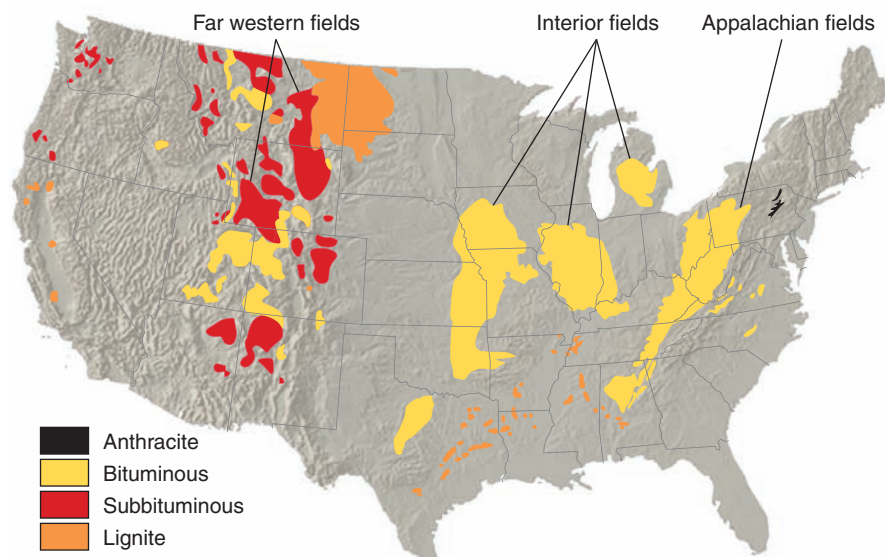 Far western fields
Interior fields
Appalachian fields
Anthracite
Bituminous
Subbituminous
Lignite